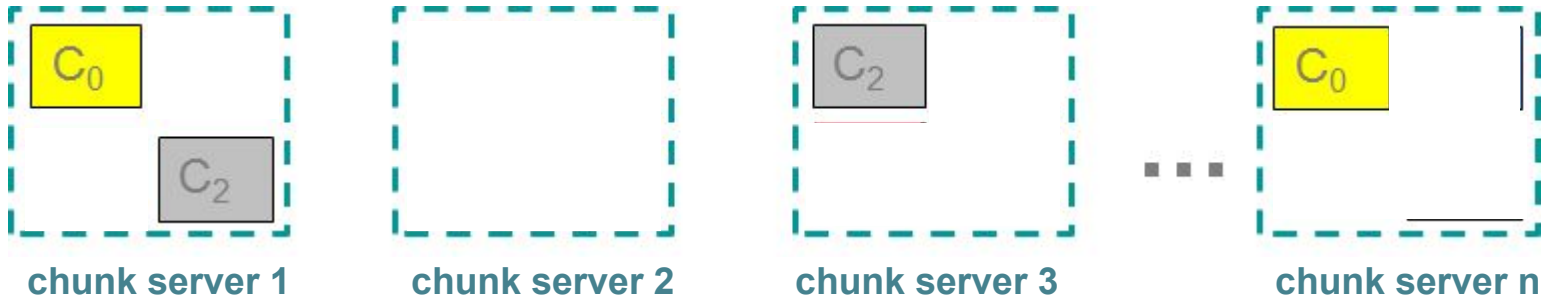 C₀ C₂ C₀
C₂
...
chunk server 1 chunk server 2 chunk server 3 chunk server n